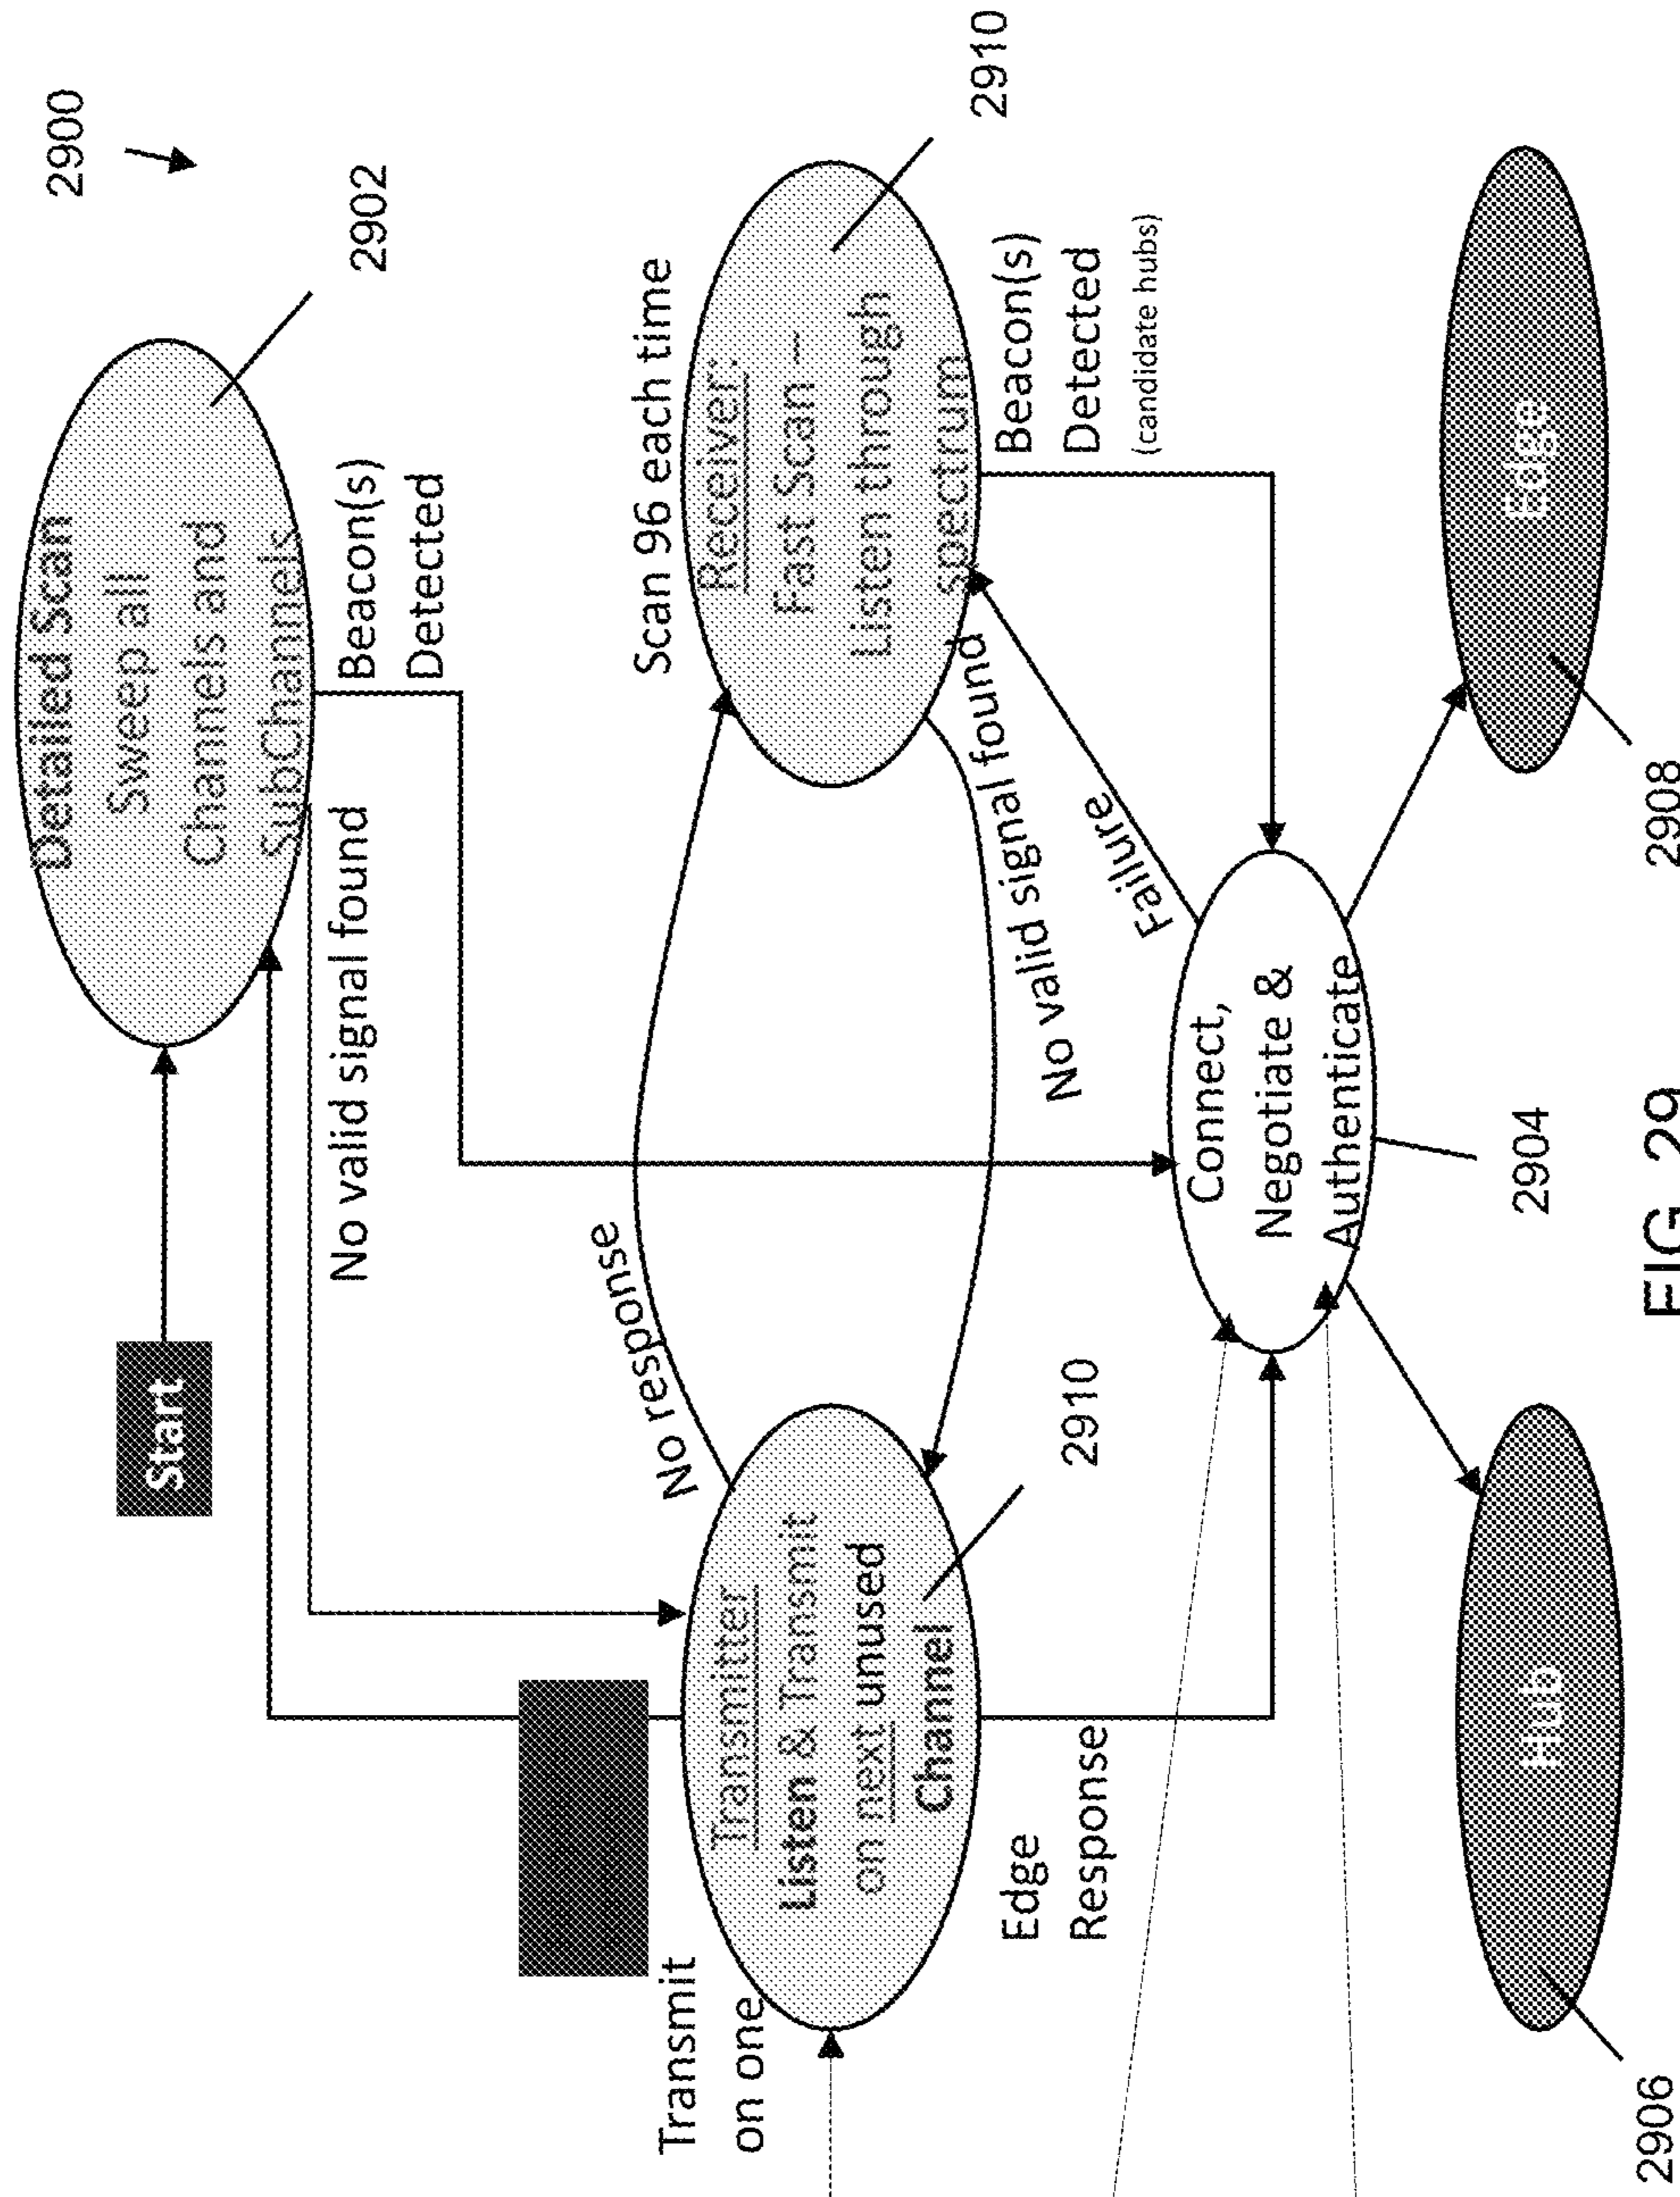 2900
Start
Detailed Scan
Sweep all
Channels and
SubChannels
2902
No valid signal found
Beacon(s)
Detected
Transmit
on one
No response
Scan 96 each time
Transmitter
Listen & Transmit
on next unused
Channel
2910
Receiver:
Fast Scan –
Listen through
spectrum
2910
No valid signal found
Failure
Edge
Response
Beacon(s)
Detected
(candidate hubs)
Connect,
Negotiate &
Authenticate
2904
Hub
2906
Edge
2908
FIG. 29